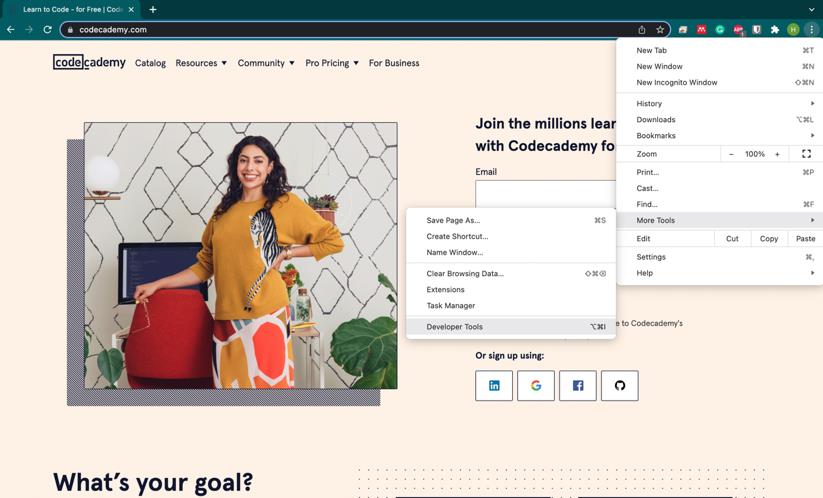 Learn to Code - for Free | Code
codecademy.com
H
codecademy Catalog Resources Community Pro Pricing For Business
Join the millions lear
with Codecademy fo
Email
e to Codecademy's
Or sign up using:
What's your goal?
New Tab ⌘T
New Window ⌘N
New Incognito Window ⇧⌘N
History
Downloads ⌥⌘L
Bookmarks
Zoom − 100% +
Print... ⌘P
Cast...
Find... ⌘F
More Tools
Edit Cut Copy Paste
Settings ⌘,
Help
Save Page As... ⌘S
Create Shortcut...
Name Window...
Clear Browsing Data... ⇧⌘⌫
Extensions
Task Manager
Developer Tools ⌥⌘I